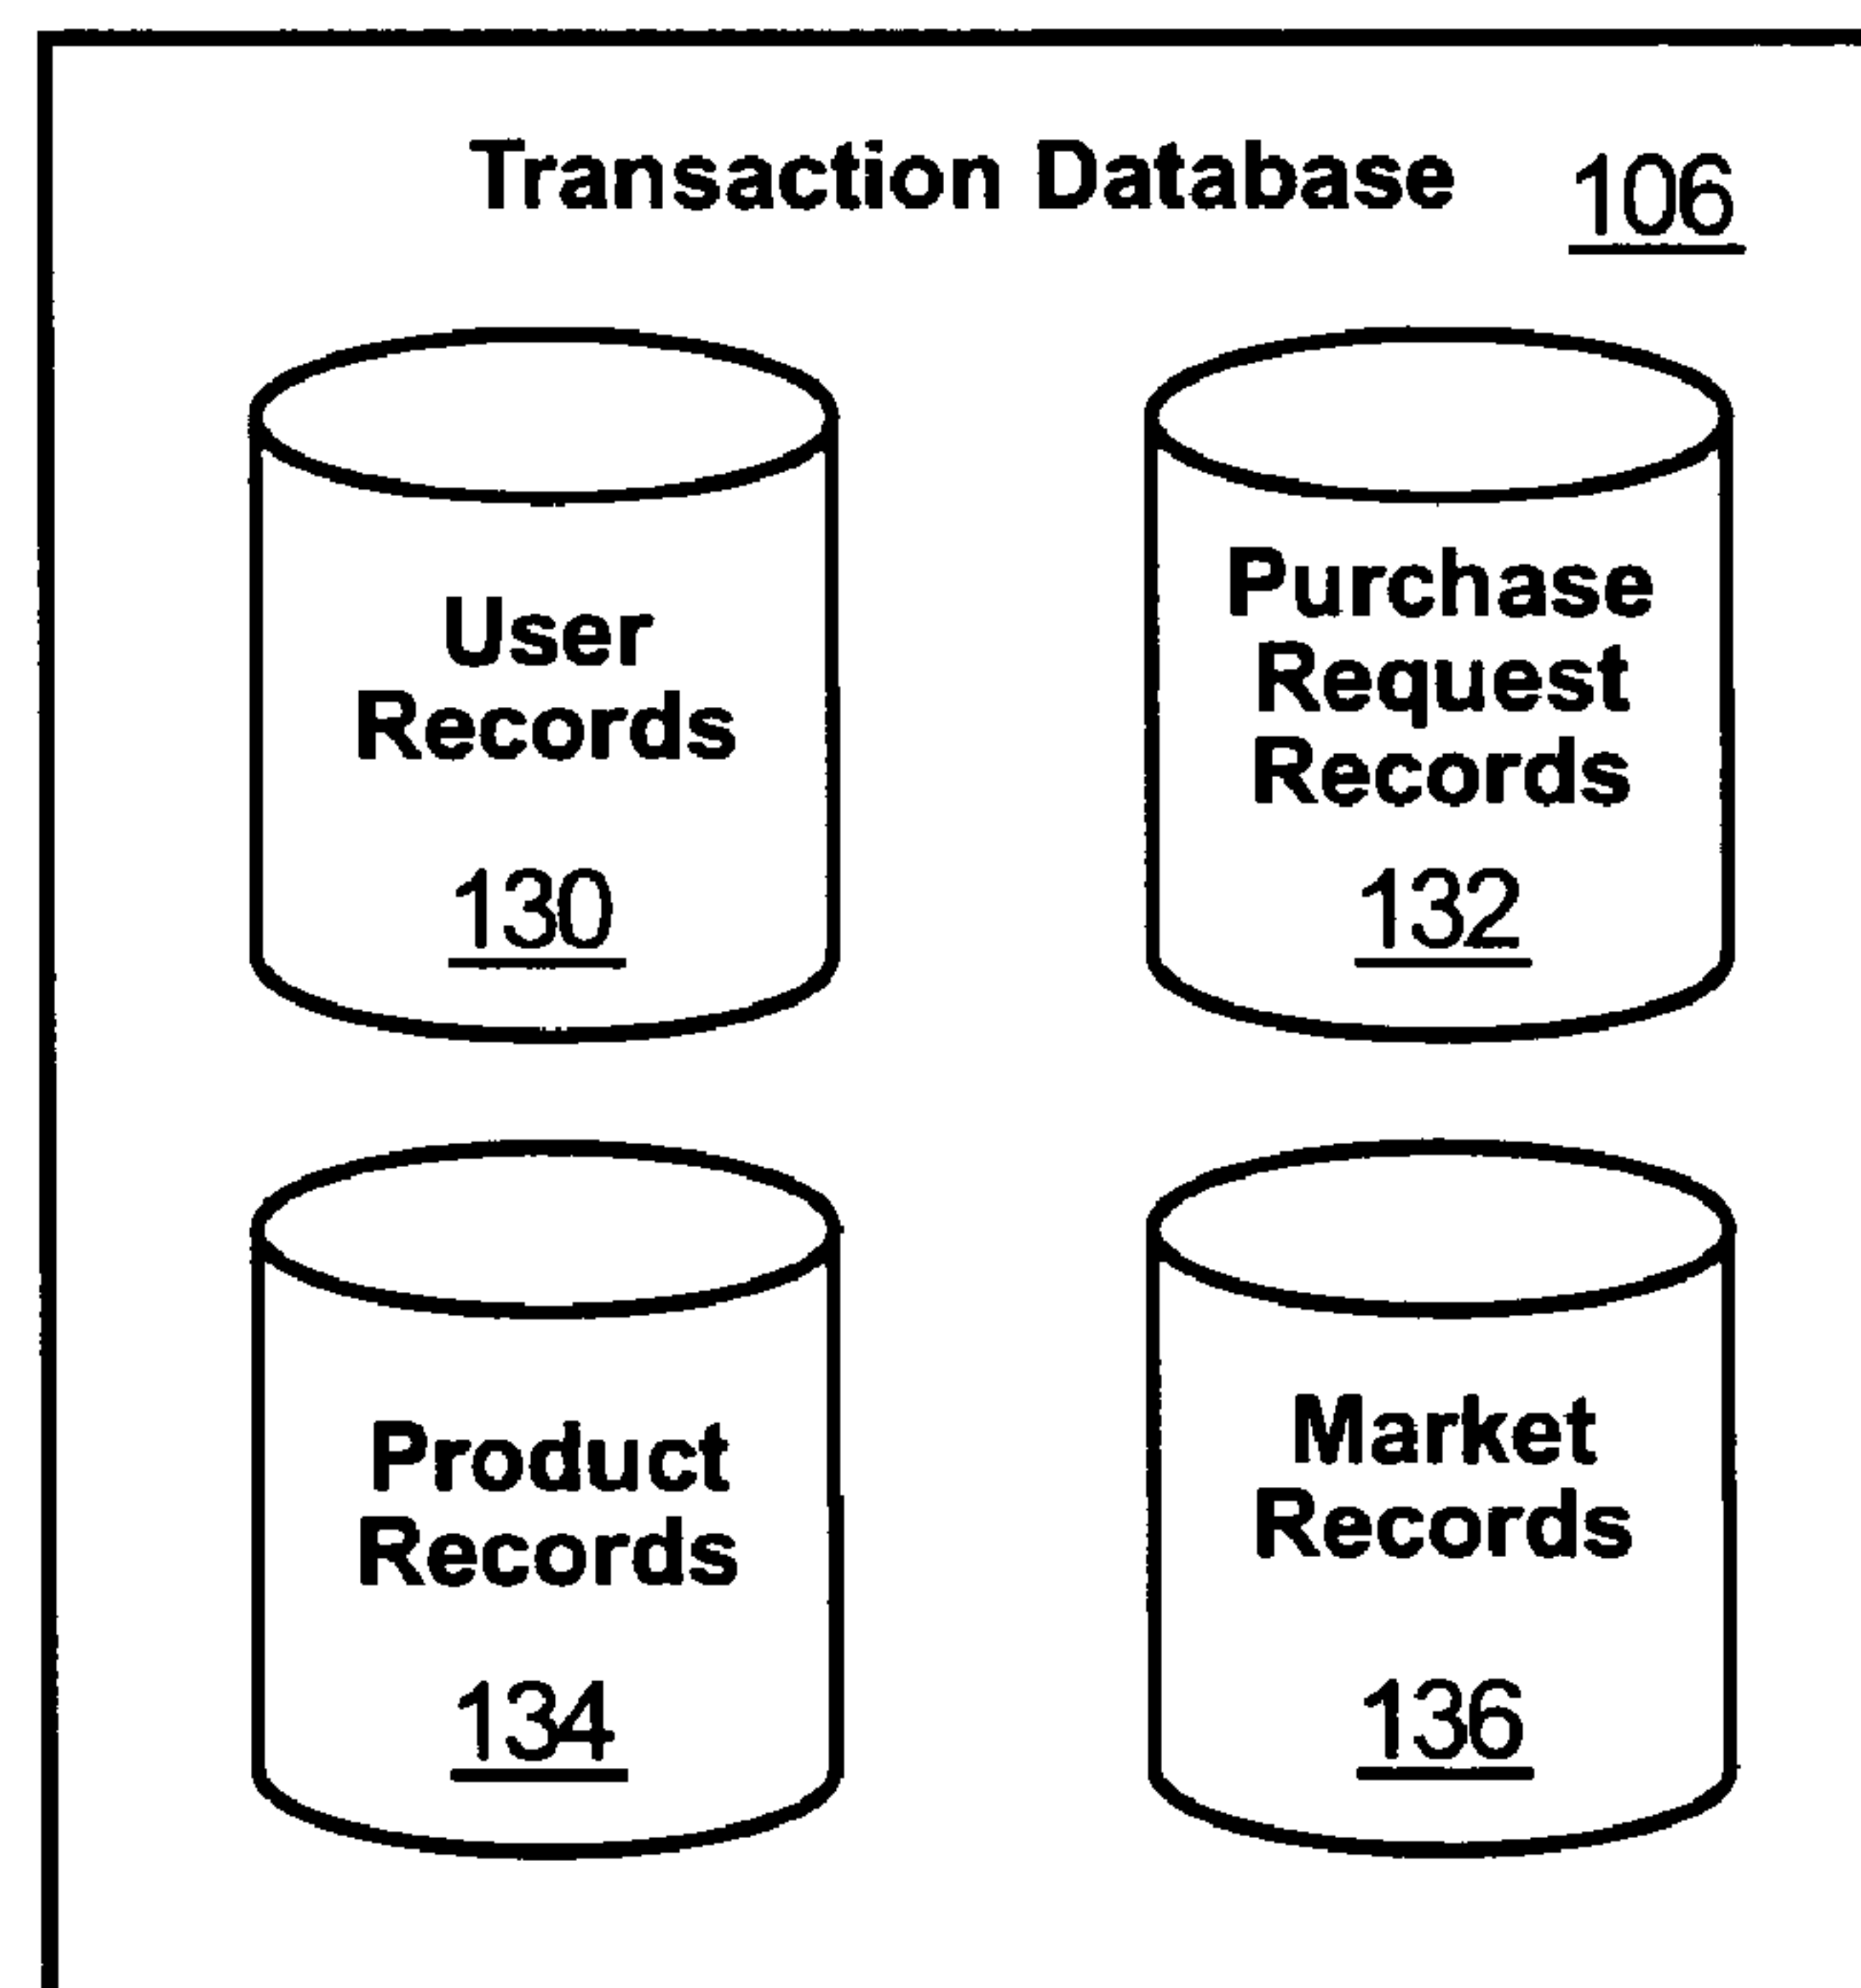 Transaction Database 106
User
Records
130
Purchase
Request
Records
132
Product
Records
134
Market
Records
136